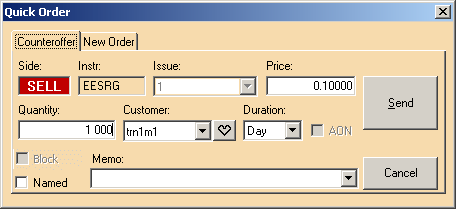 Quick Order
Counteroffer New Order
Side: Instr: Issue: Price:
SELL EESRG 1 0.10000
Send
Quantity: Customer: Duration:
1 000 trn1m1 Day AON
Block Memo:
Named
Cancel